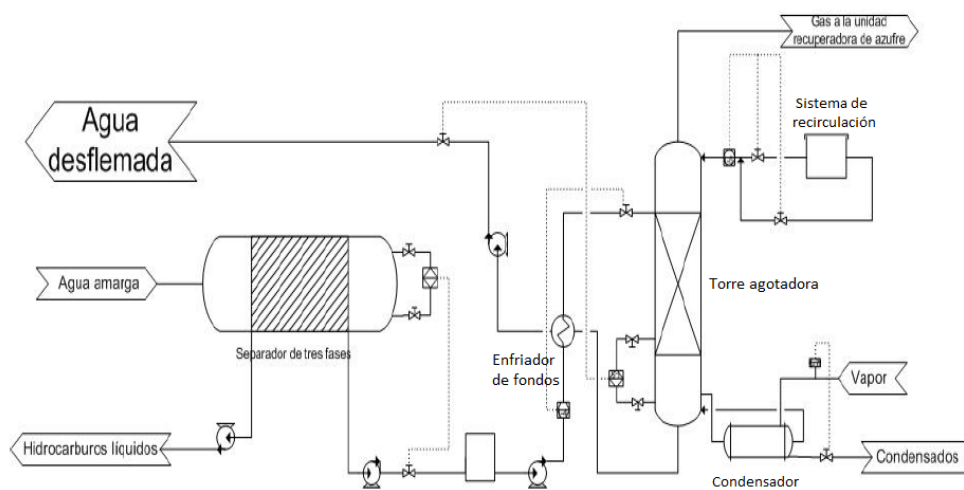 Gas a la unidad
recuperadora de azufre
Agua
desflemada
Sistema de
recirculación
Agua amarga
Torre agotadora
Separador de tres fases
Enfriador
de fondos
Vapor
Hidrocarburos líquidos
Condensados
Condensador